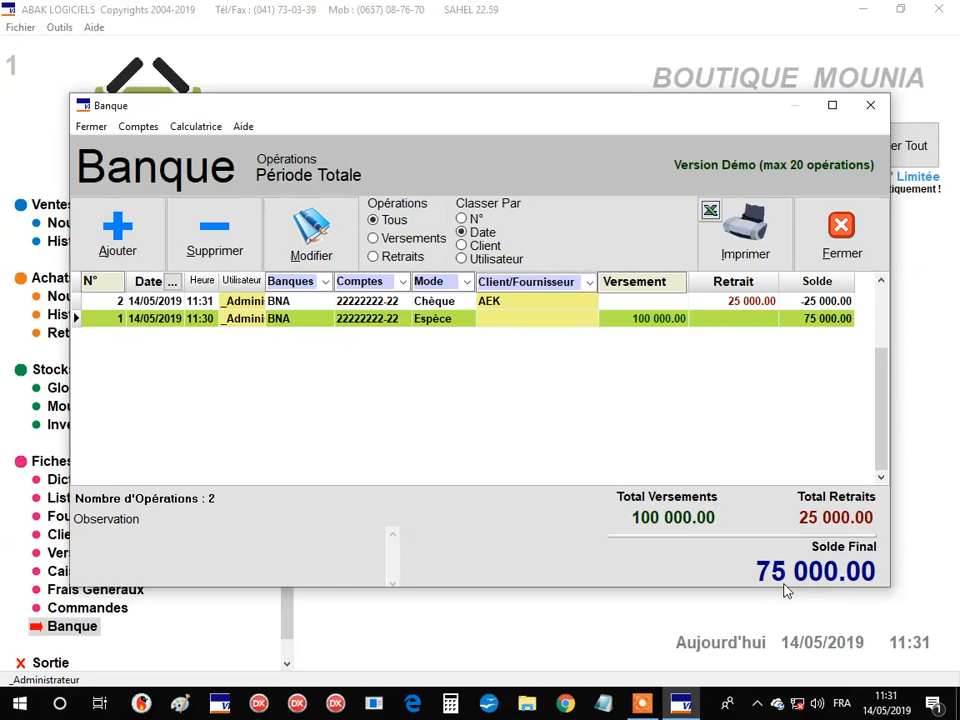 ABAK LOGICIELS Copyrights 2004-2019 Tél/Fax : (041) 73-03-39 Mob : (0657) 08-76-70 SAHEL 22.59
Fichier Outils Aide
1
BOUTIQUE MOUNIA
Banque
Fermer Comptes Calculatrice Aide
Banque
Opérations
Période Totale
Version Démo (max 20 opérations)
er Tout
Limitée
tiquement !
Ajouter
Supprimer
Modifier
Opérations
Tous
Versements
Retraits
Classer Par
N°
Date
Client
Utilisateur
Imprimer
Fermer
N° Date ... Heure Utilisateur Banques Comptes Mode Client/Fournisseur Versement Retrait Solde
2 14/05/2019 11:31 _Admini BNA 22222222-22 Chèque AEK 25 000.00 -25 000.00
1 14/05/2019 11:30 _Admini BNA 22222222-22 Espèce 100 000.00 75 000.00
Nombre d'Opérations : 2
Observation
Total Versements
100 000.00
Total Retraits
25 000.00
Solde Final
75 000.00
Ventes
Nou
Hist
Achat
Nou
Hist
Ret
Stocks
Glo
Mou
Inve
Fiches
Dict
List
Fou
Clie
Vers
Cais
Frais Généraux
Commandes
Banque
Sortie
Aujourd'hui 14/05/2019 11:31
_Administrateur
FRA
11:31
14/05/2019